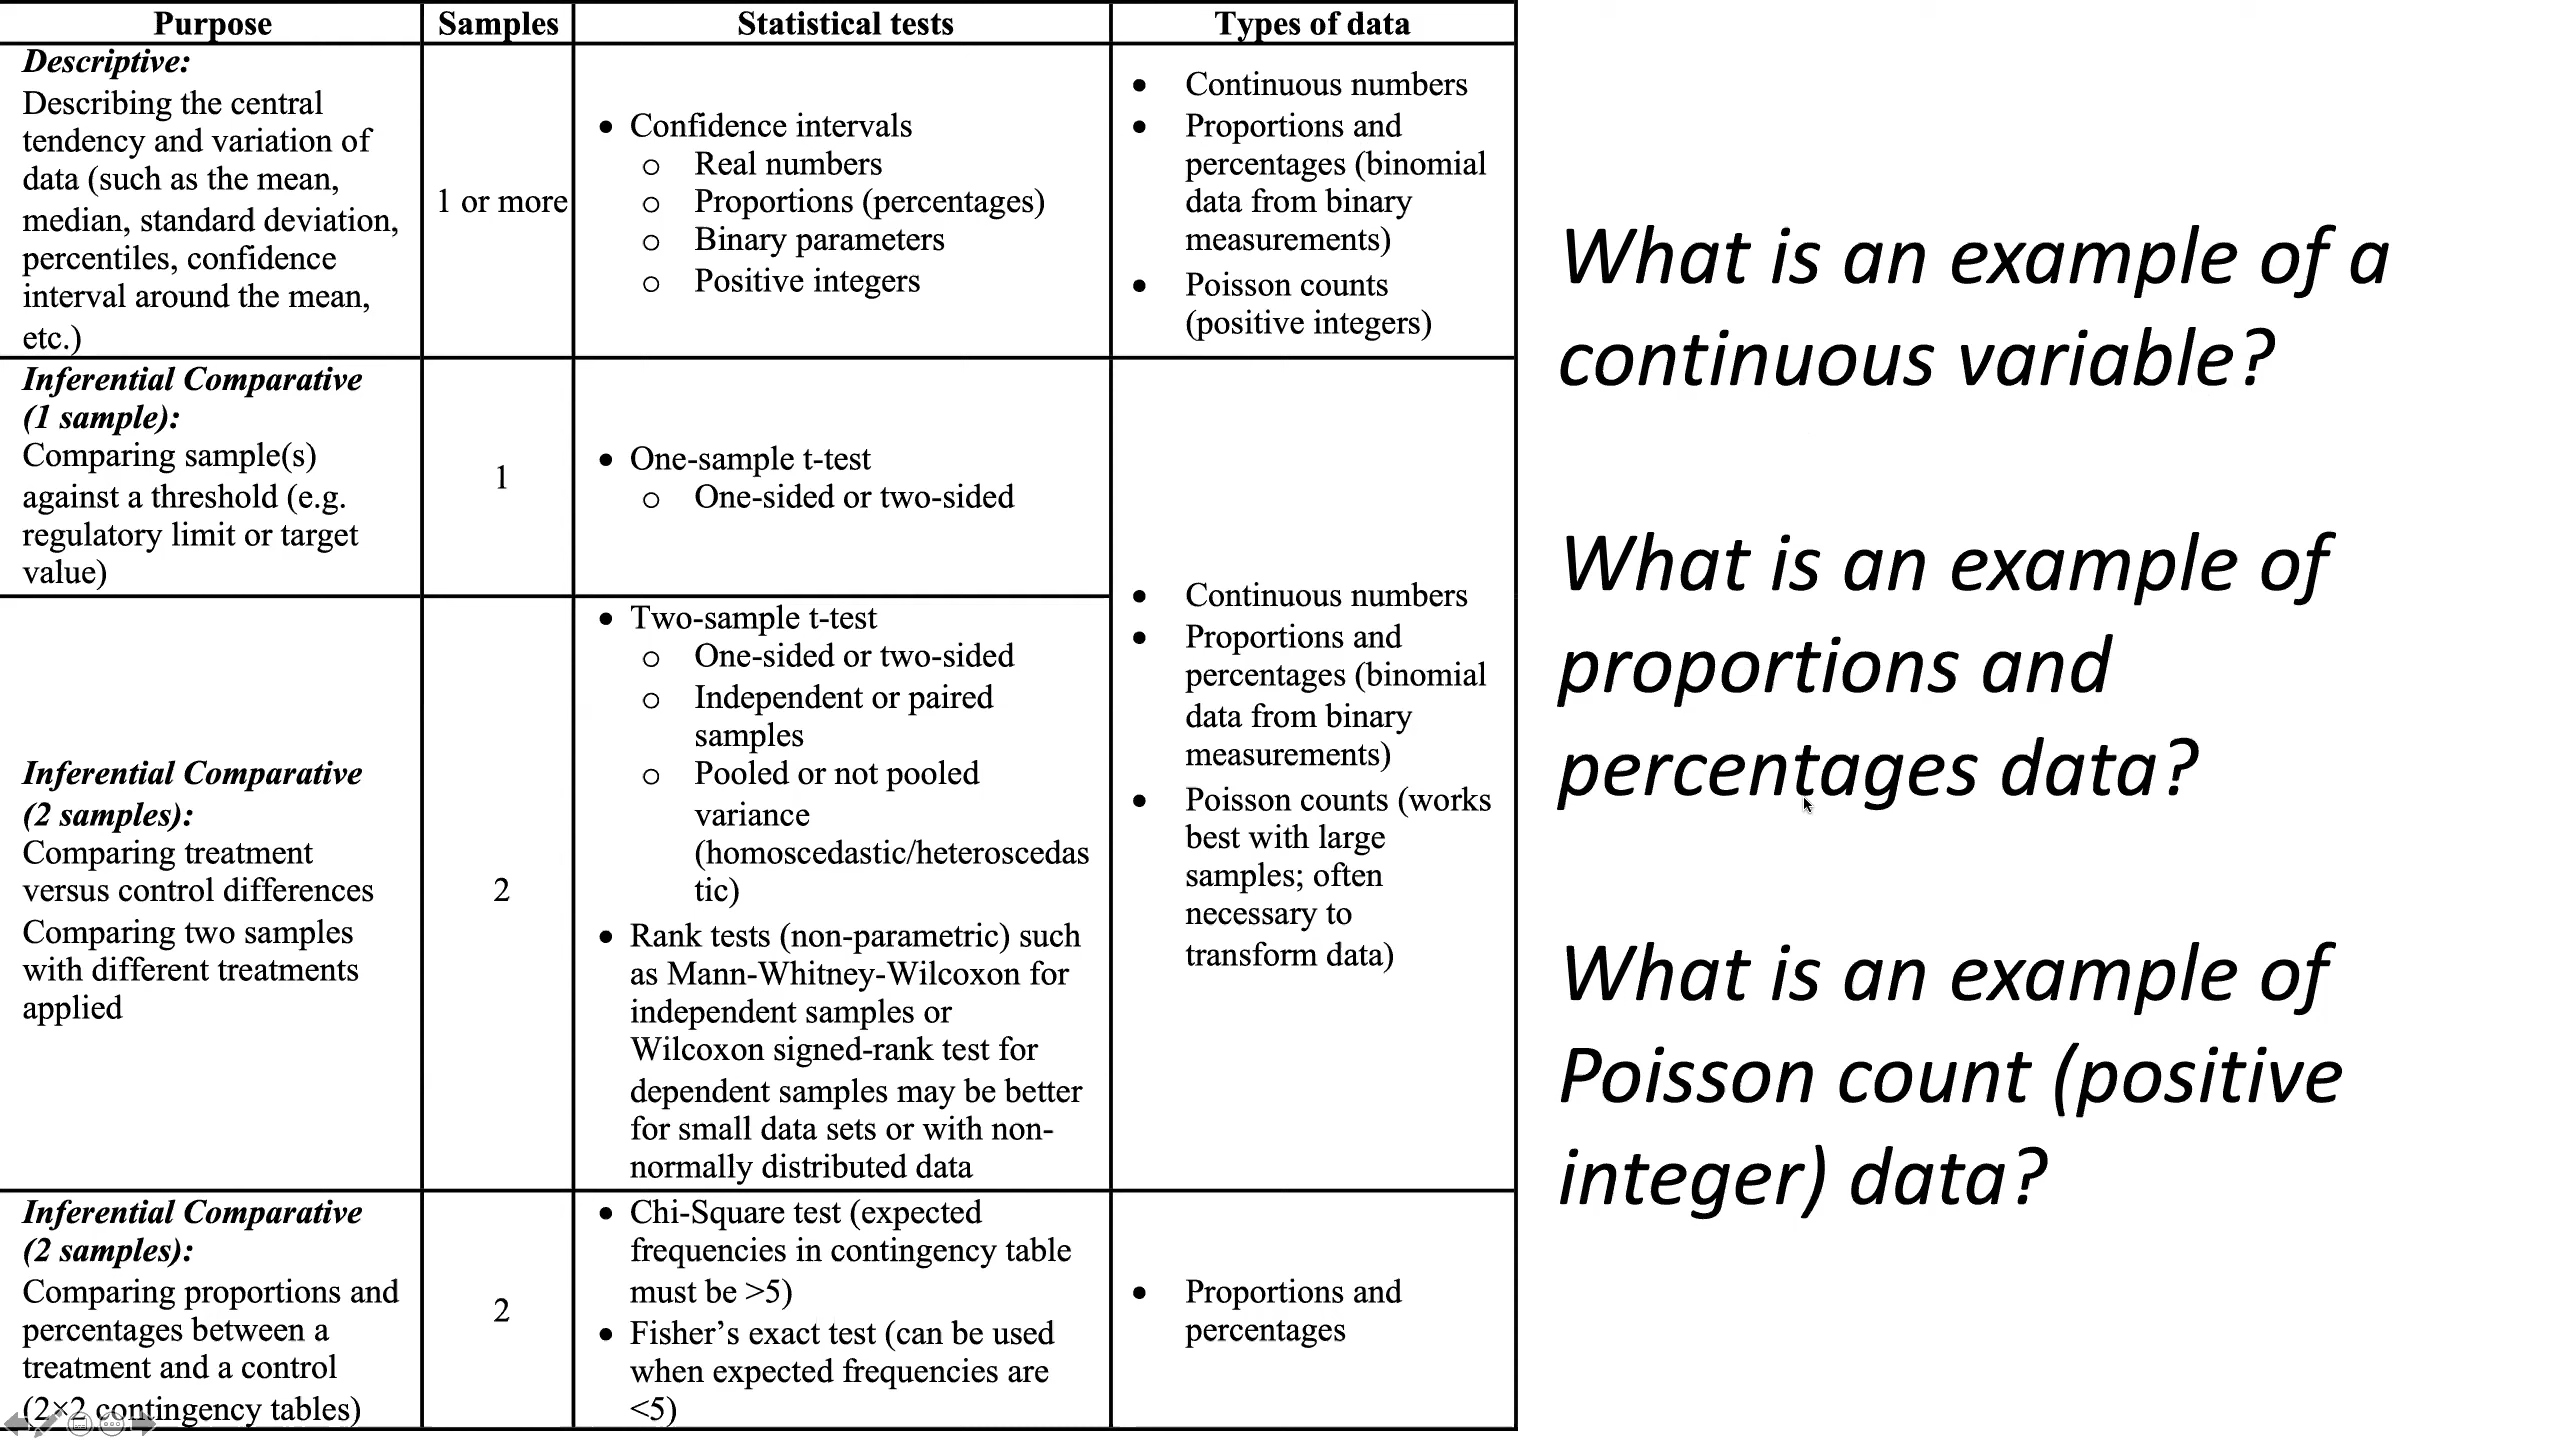 Purpose
Samples
Statistical tests
Types of data
Descriptive:
Describing the central
tendency and variation of
data (such as the mean,
median, standard deviation,
percentiles, confidence
interval around the mean,
etc.)
1 or more
• Confidence intervals
o Real numbers
o Proportions (percentages)
o Binary parameters
o Positive integers
• Continuous numbers
• Proportions and
percentages (binomial
data from binary
measurements)
• Poisson counts
(positive integers)
Inferential Comparative
(1 sample):
Comparing sample(s)
against a threshold (e.g.
regulatory limit or target
value)
1
• One-sample t-test
o One-sided or two-sided
• Continuous numbers
• Proportions and
percentages (binomial
data from binary
measurements)
• Poisson counts (works
best with large
samples; often
necessary to
transform data)
Inferential Comparative
(2 samples):
Comparing treatment
versus control differences
Comparing two samples
with different treatments
applied
2
• Two-sample t-test
o One-sided or two-sided
o Independent or paired
samples
o Pooled or not pooled
variance
(homoscedastic/heteroscedas
tic)
• Rank tests (non-parametric) such
as Mann-Whitney-Wilcoxon for
independent samples or
Wilcoxon signed-rank test for
dependent samples may be better
for small data sets or with non-
normally distributed data
Inferential Comparative
(2 samples):
Comparing proportions and
percentages between a
treatment and a control
(2×2 contingency tables)
2
• Chi-Square test (expected
frequencies in contingency table
must be >5)
• Fisher’s exact test (can be used
when expected frequencies are
<5)
• Proportions and
percentages
What is an example of a
continuous variable?
What is an example of
proportions and
percentages data?
What is an example of
Poisson count (positive
integer) data?